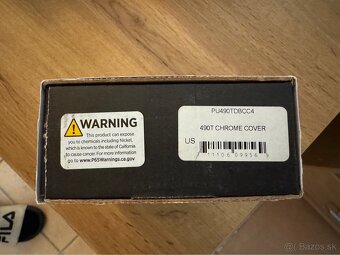 WARNING
This product can expose
you to chemicals including Nickel,
which is known to the state of California
to cause cancer. For more information
go to www.P65Warnings.ca.gov
PU490TDBCC4
490T CHROME COVER
US
FILA
Bazos.sk